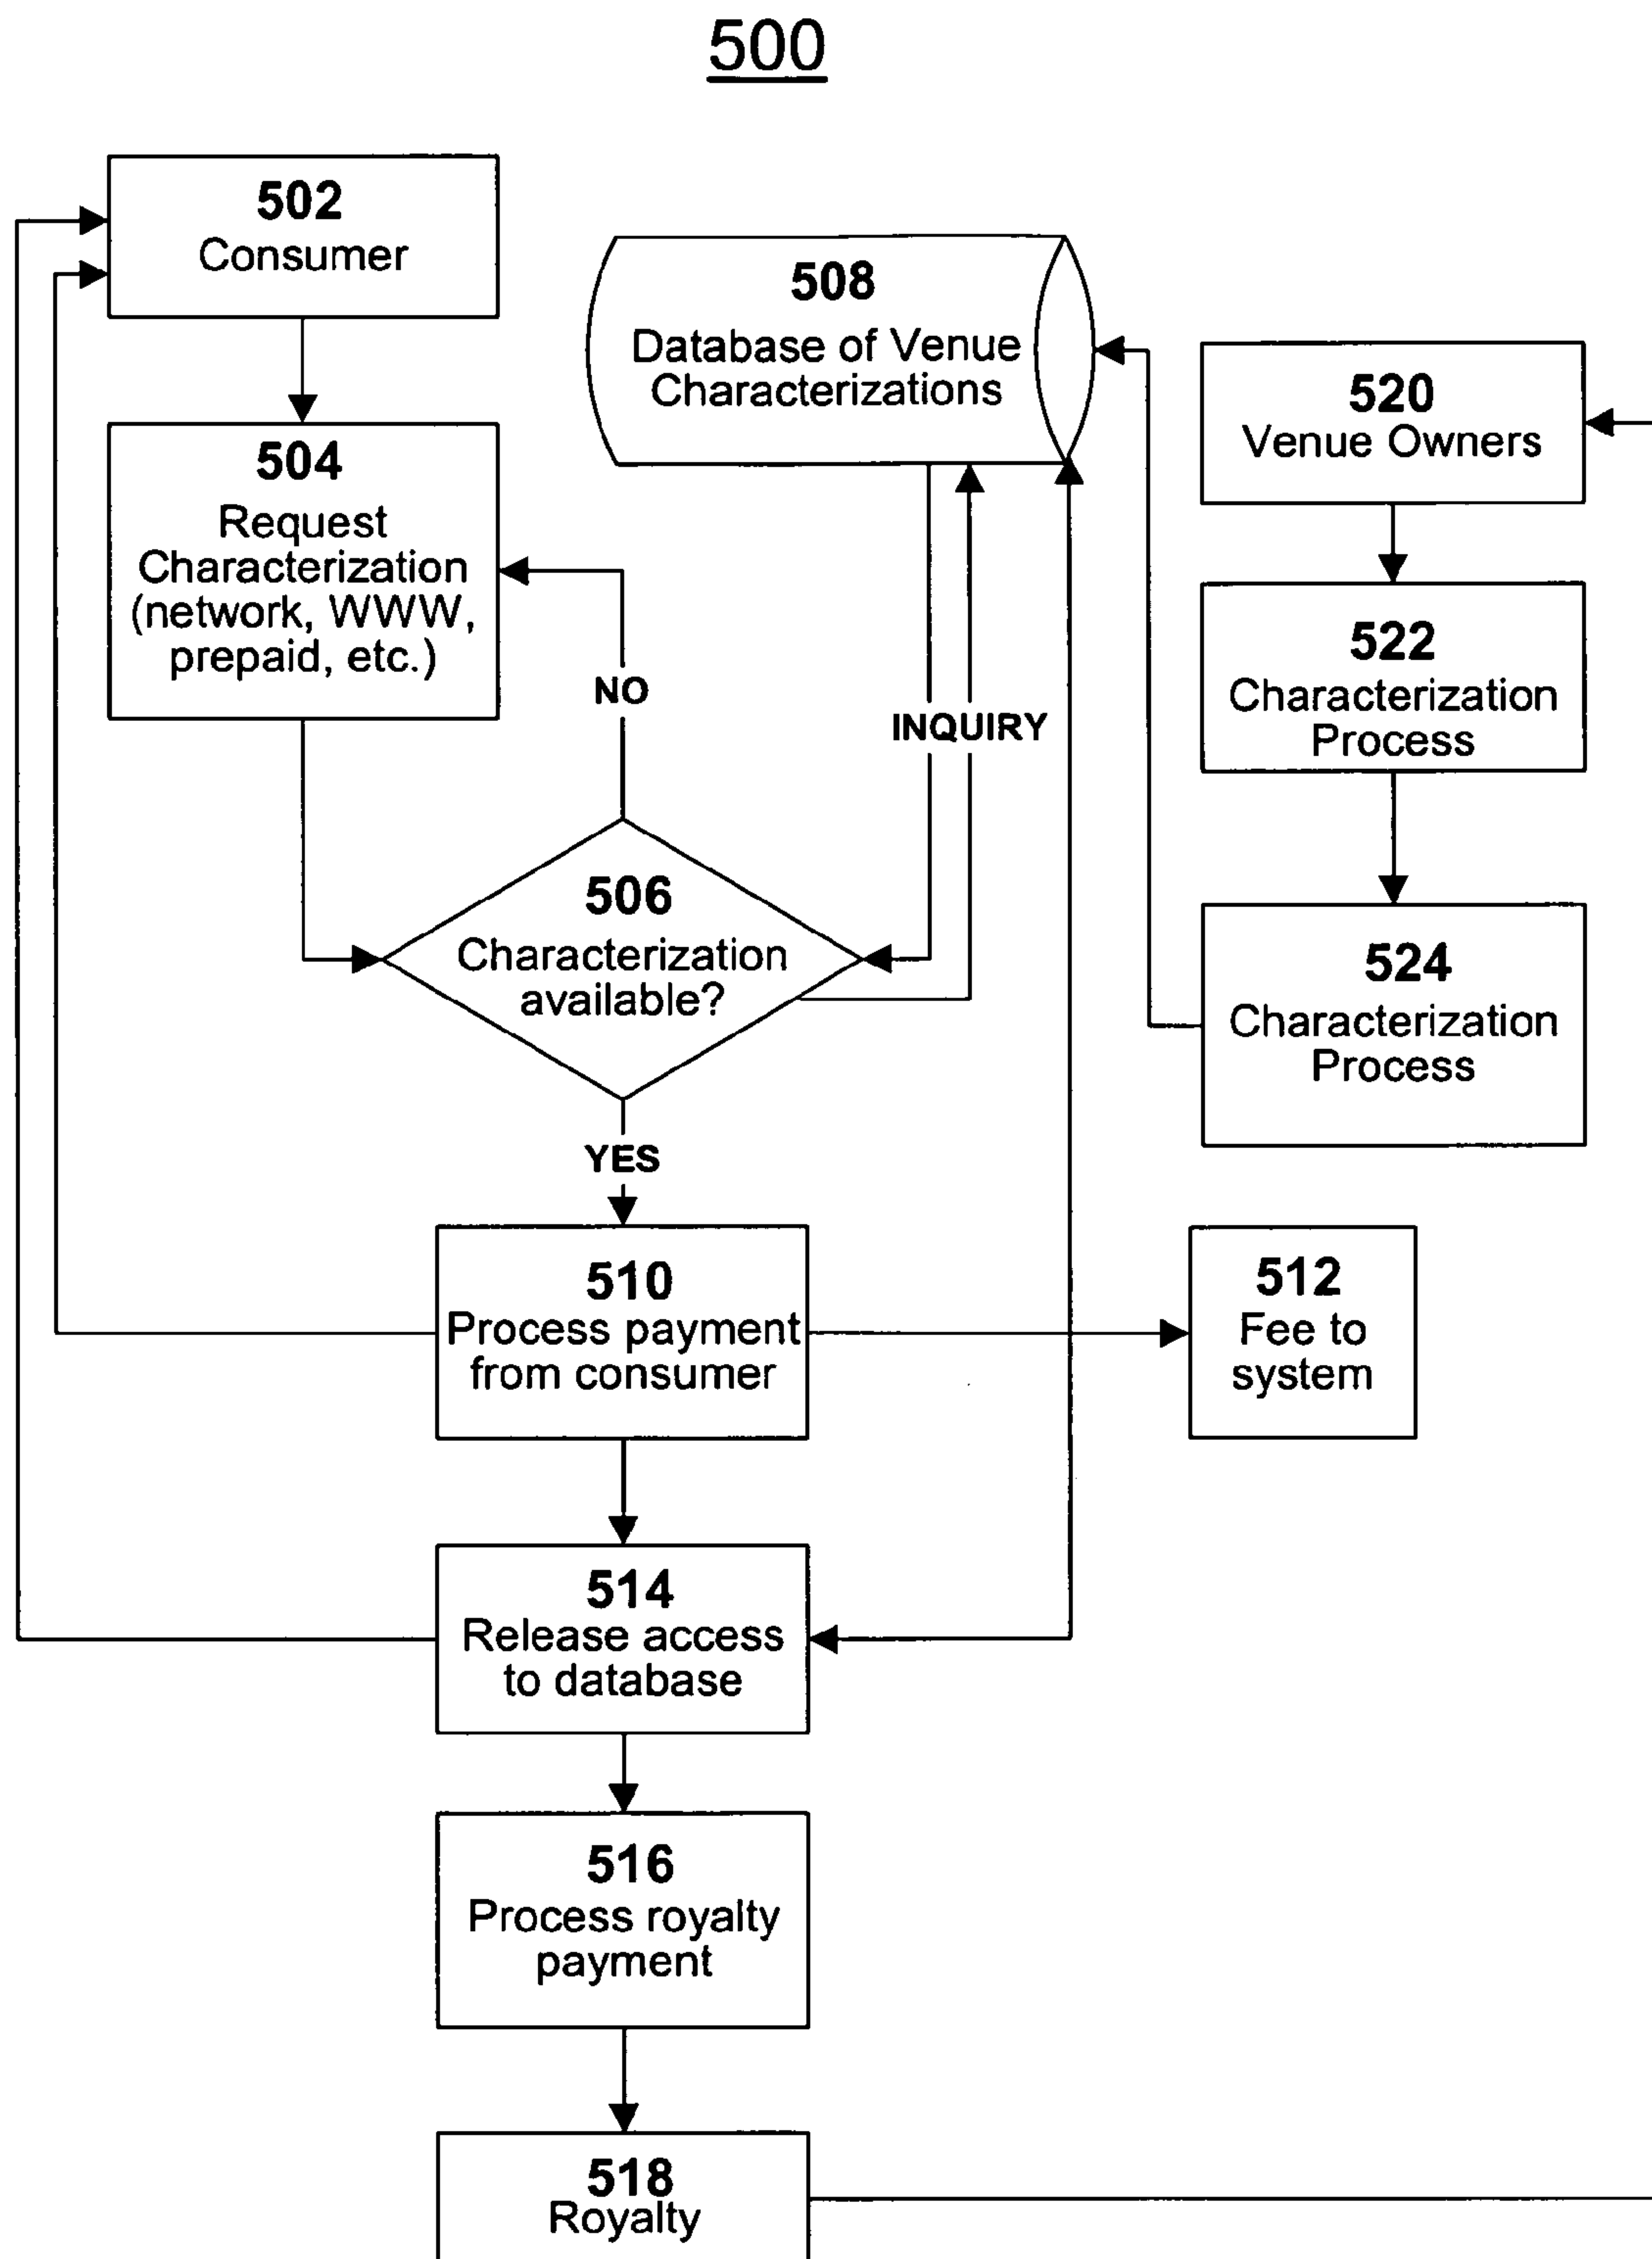 500
502
Consumer
504
Request
Characterization
(network, WWW,
prepaid, etc.)
508
Database of Venue
Characterizations
520
Venue Owners
522
Characterization
Process
NO
INQUIRY
506
Characterization
available?
524
Characterization
Process
YES
510
Process payment
from consumer
512
Fee to
system
514
Release access
to database
516
Process royalty
payment
518
Royalty